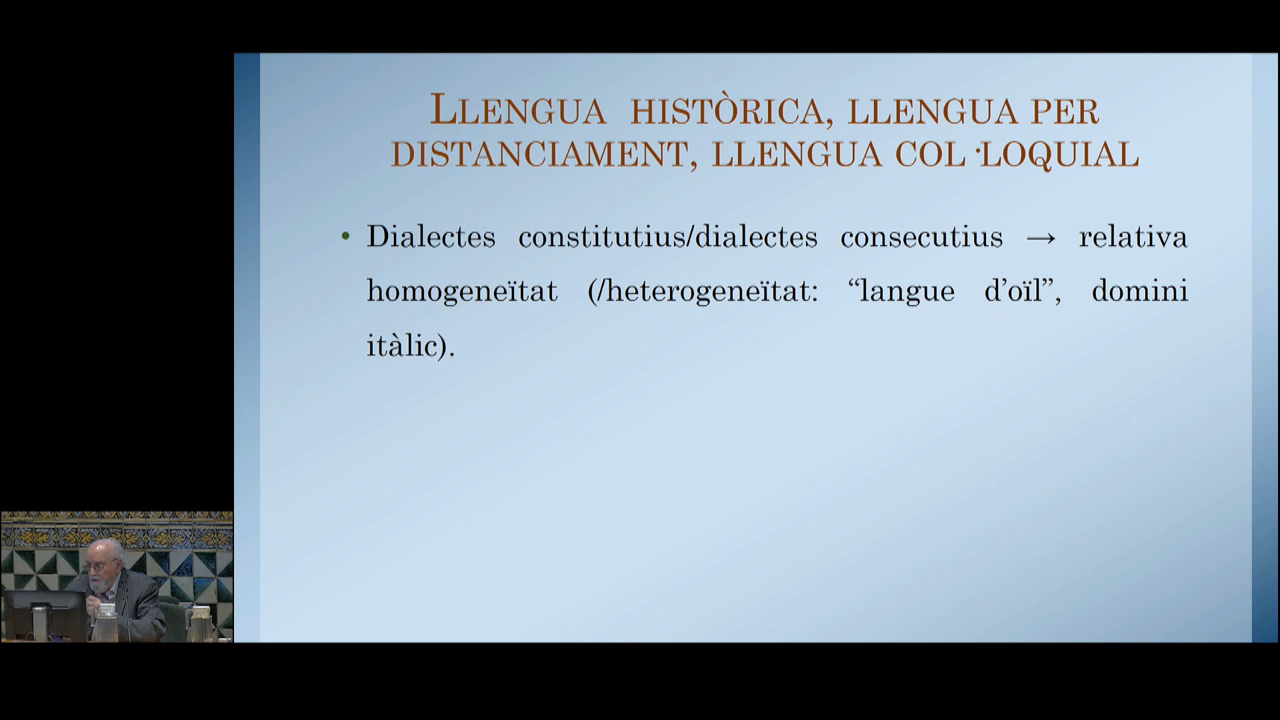 LLENGUA HISTÒRICA, LLENGUA PER
DISTANCIAMENT, LLENGUA COL·LOQUIAL
• Dialectes constitutius/dialectes consecutius → relativa
homogeneïtat (/heterogeneïtat: “langue d’oïl”, domini
itàlic).